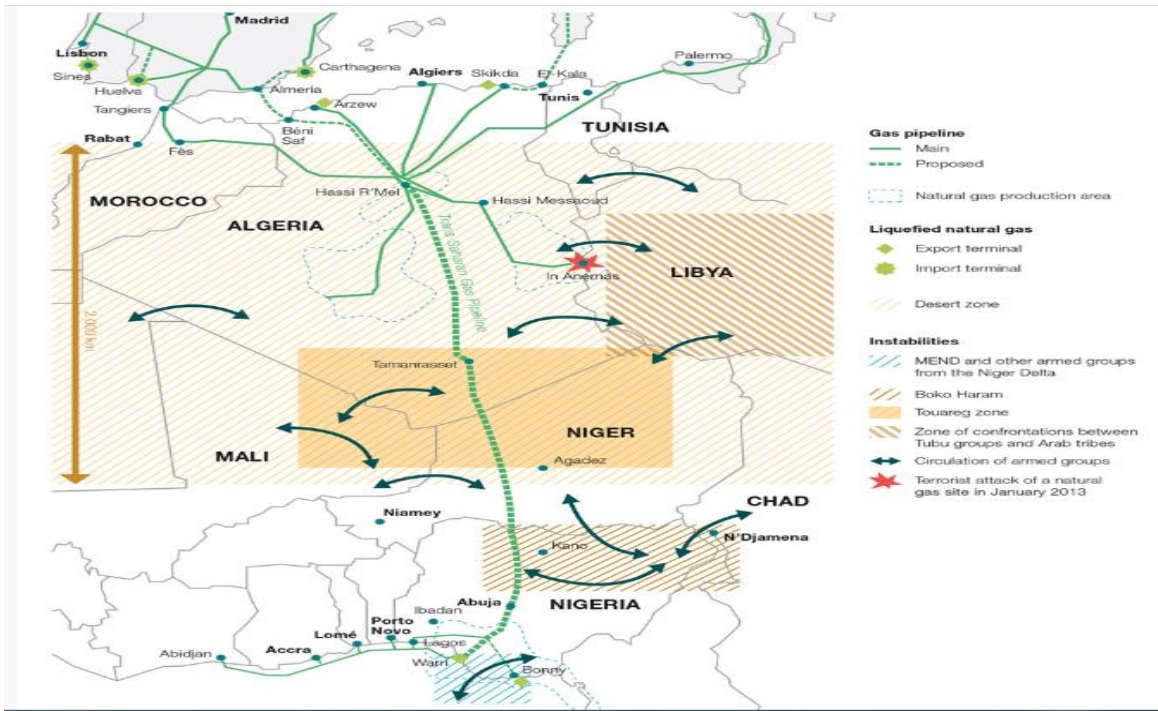 Madrid
Lisbon
Sines
Huelva
Carthagena
Almería
Algiers
Skikda
El-Kala
Palermo
Tangiers
Arzew
Tunis
Béni
Saf
Rabat
Fès
TUNISIA
MOROCCO
Hassi R'Mel
Hassi Messaoud
ALGERIA
Trans-Saharan Gas Pipeline
In Anemas
LIBYA
2 000 km
Tamanrasset
MALI
NIGER
Agadez
CHAD
Niamey
Kano
N'Djamena
Abuja
NIGERIA
Ibadan
Porto
Novo
Lomé
Lagos
Abidjan
Accra
Warri
Bonny
Gas pipeline
Main
Proposed
Natural gas production area
Liquefied natural gas
Export terminal
Import terminal
Desert zone
Instabilities
MEND and other armed groups
from the Niger Delta
Boko Haram
Touareg zone
Zone of confrontations between
Tubu groups and Arab tribes
Circulation of armed groups
Terrorist attack of a natural
gas site in January 2013